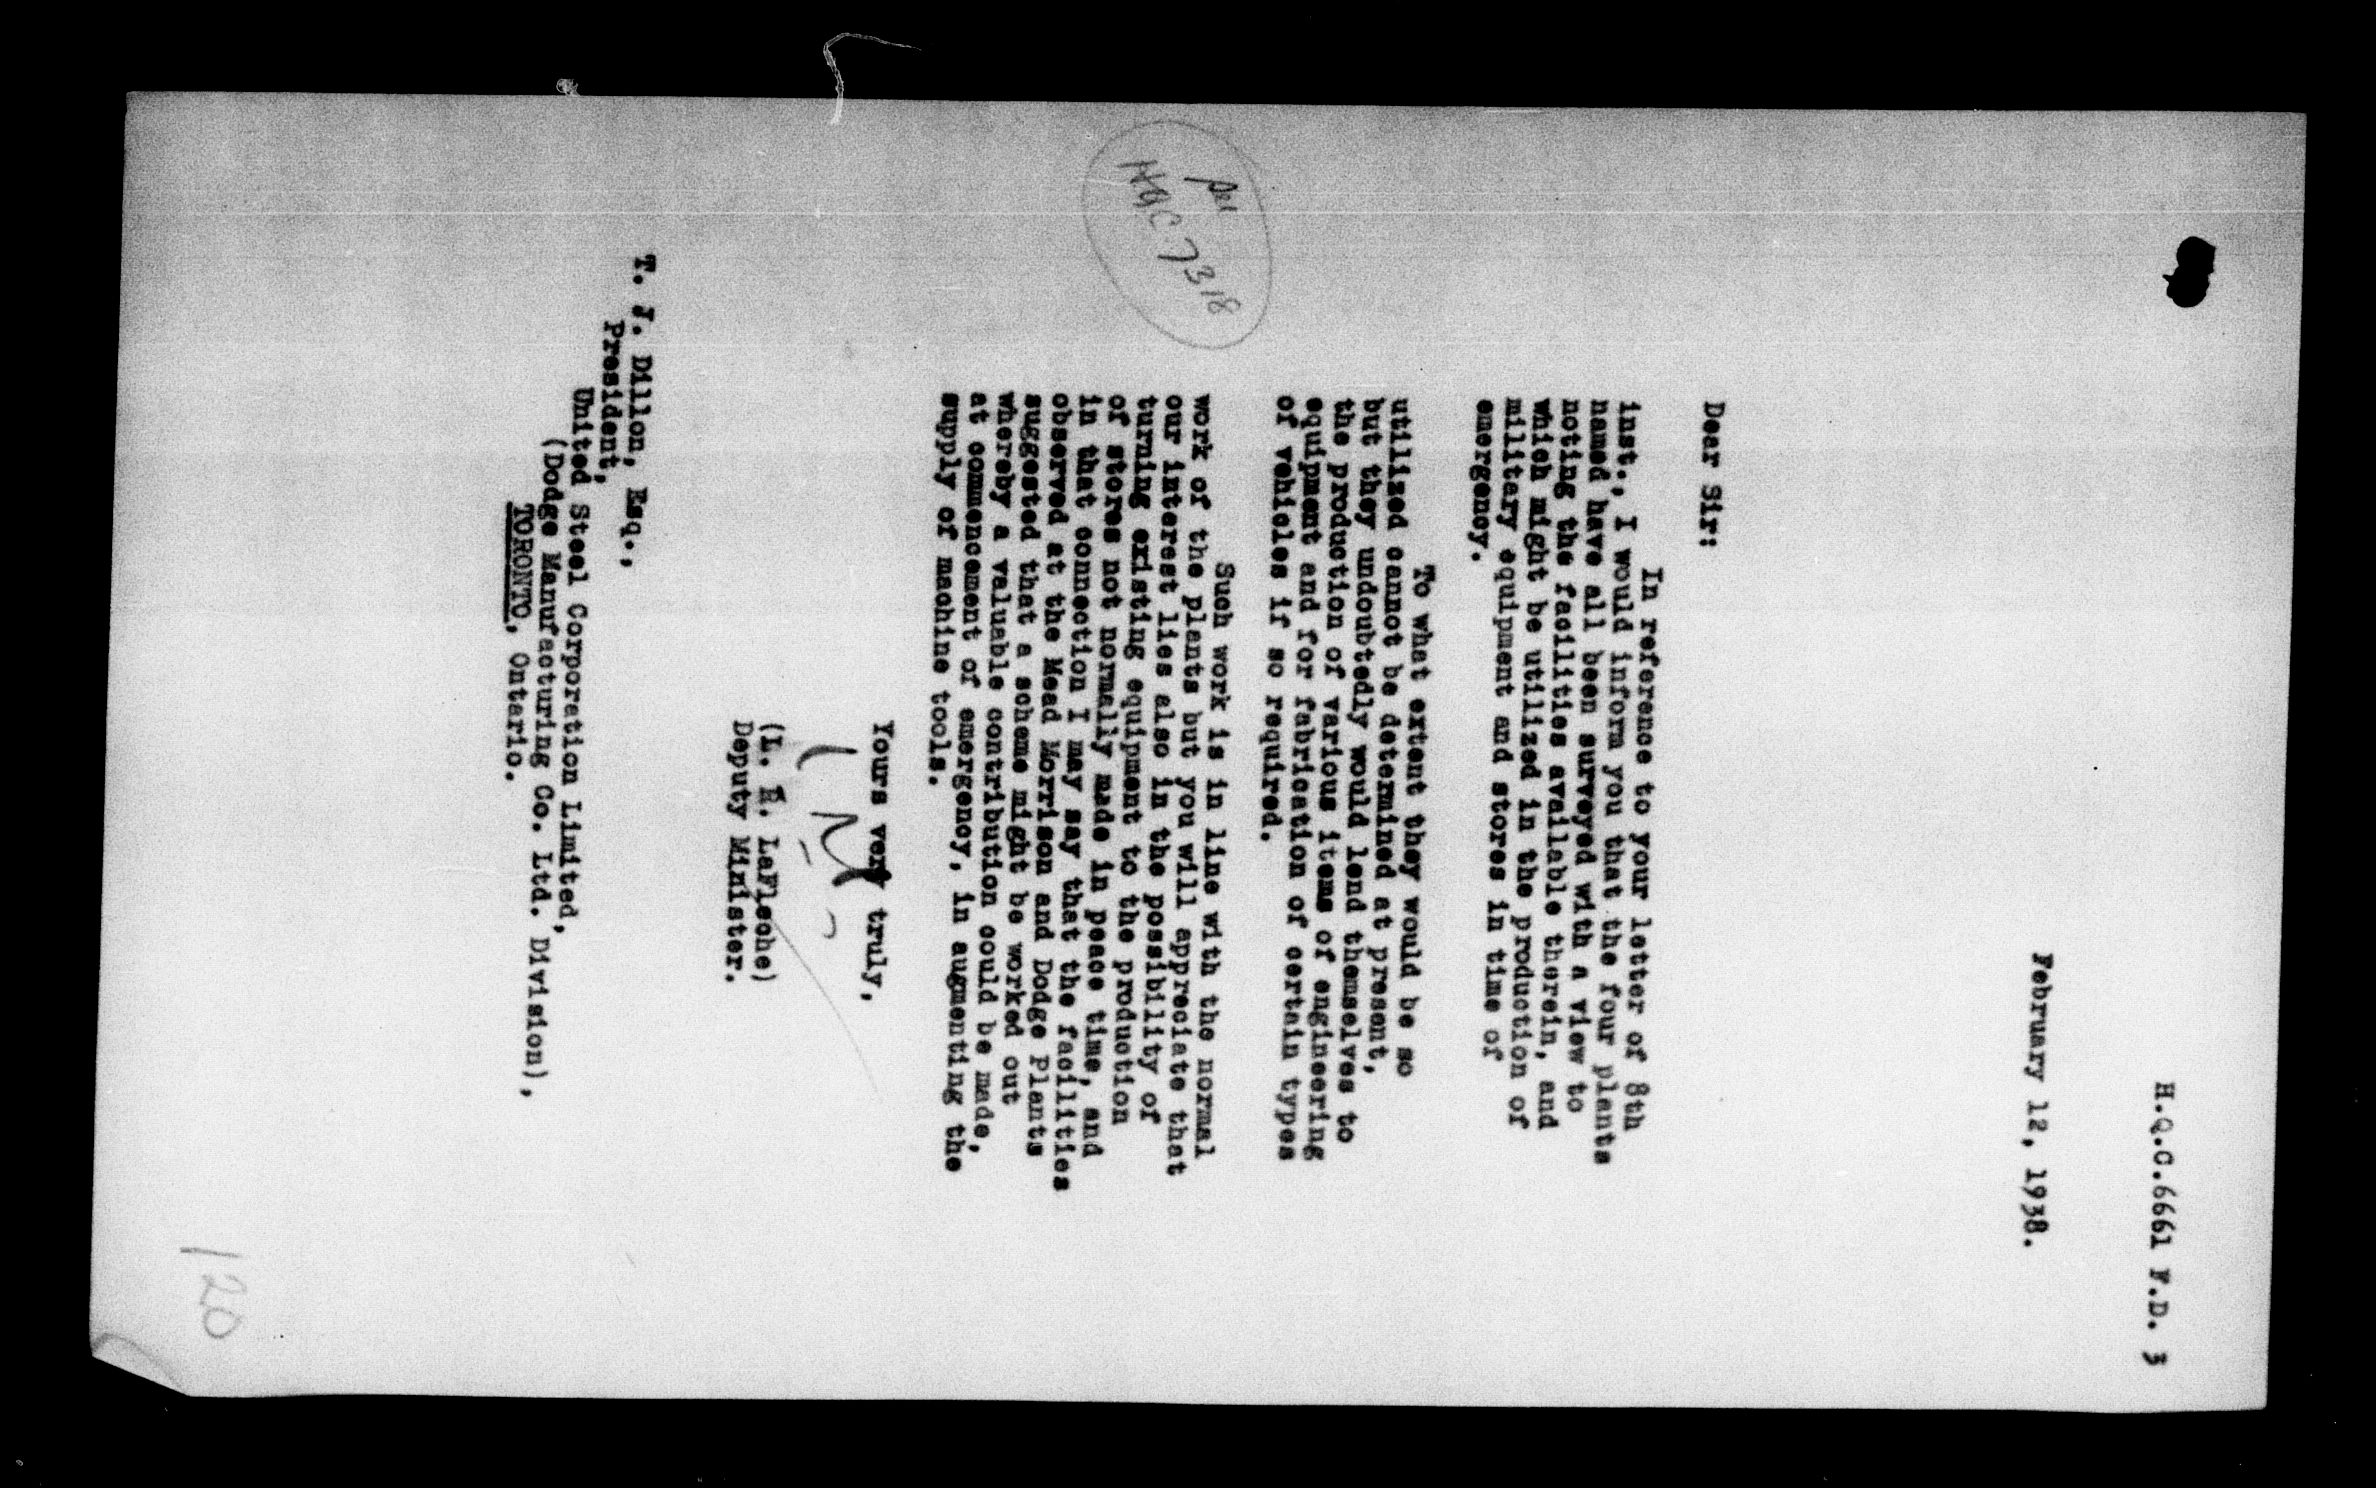 H.Q.C.6661 F.D. 3
February 12, 1938.
Dear Sir:
In reference to your letter of 8th
inst., I would inform you that the four plants
named have all been surveyed with a view to
noting the facilities available therein, and
which might be utilized in the production of
military equipment and stores in time of
emergency.
To what extent they would be so
utilized cannot be determined at present,
but they undoubtedly would lend themselves to
the production of various items of engineering
equipment and for fabrication of certain types
of vehicles if so required.
Such work is in line with the normal
work of the plants but you will appreciate that
our interest lies also in the possibility of
turning existing equipment to the production
of stores not normally made in peace time, and
in that connection I may say that the facilities
observed at the Mead Morrison and Dodge Plants
suggested that a scheme might be worked out
whereby a valuable contribution could be made,
at commencement of emergency, in augmenting the
supply of machine tools.
HQC 7318
Yours very truly,
(L. R. LaFleche)
Deputy Minister.
T. J. Dillon, Esq.,
President,
United Steel Corporation Limited,
(Dodge Manufacturing Co. Ltd. Division),
TORONTO, Ontario.
120